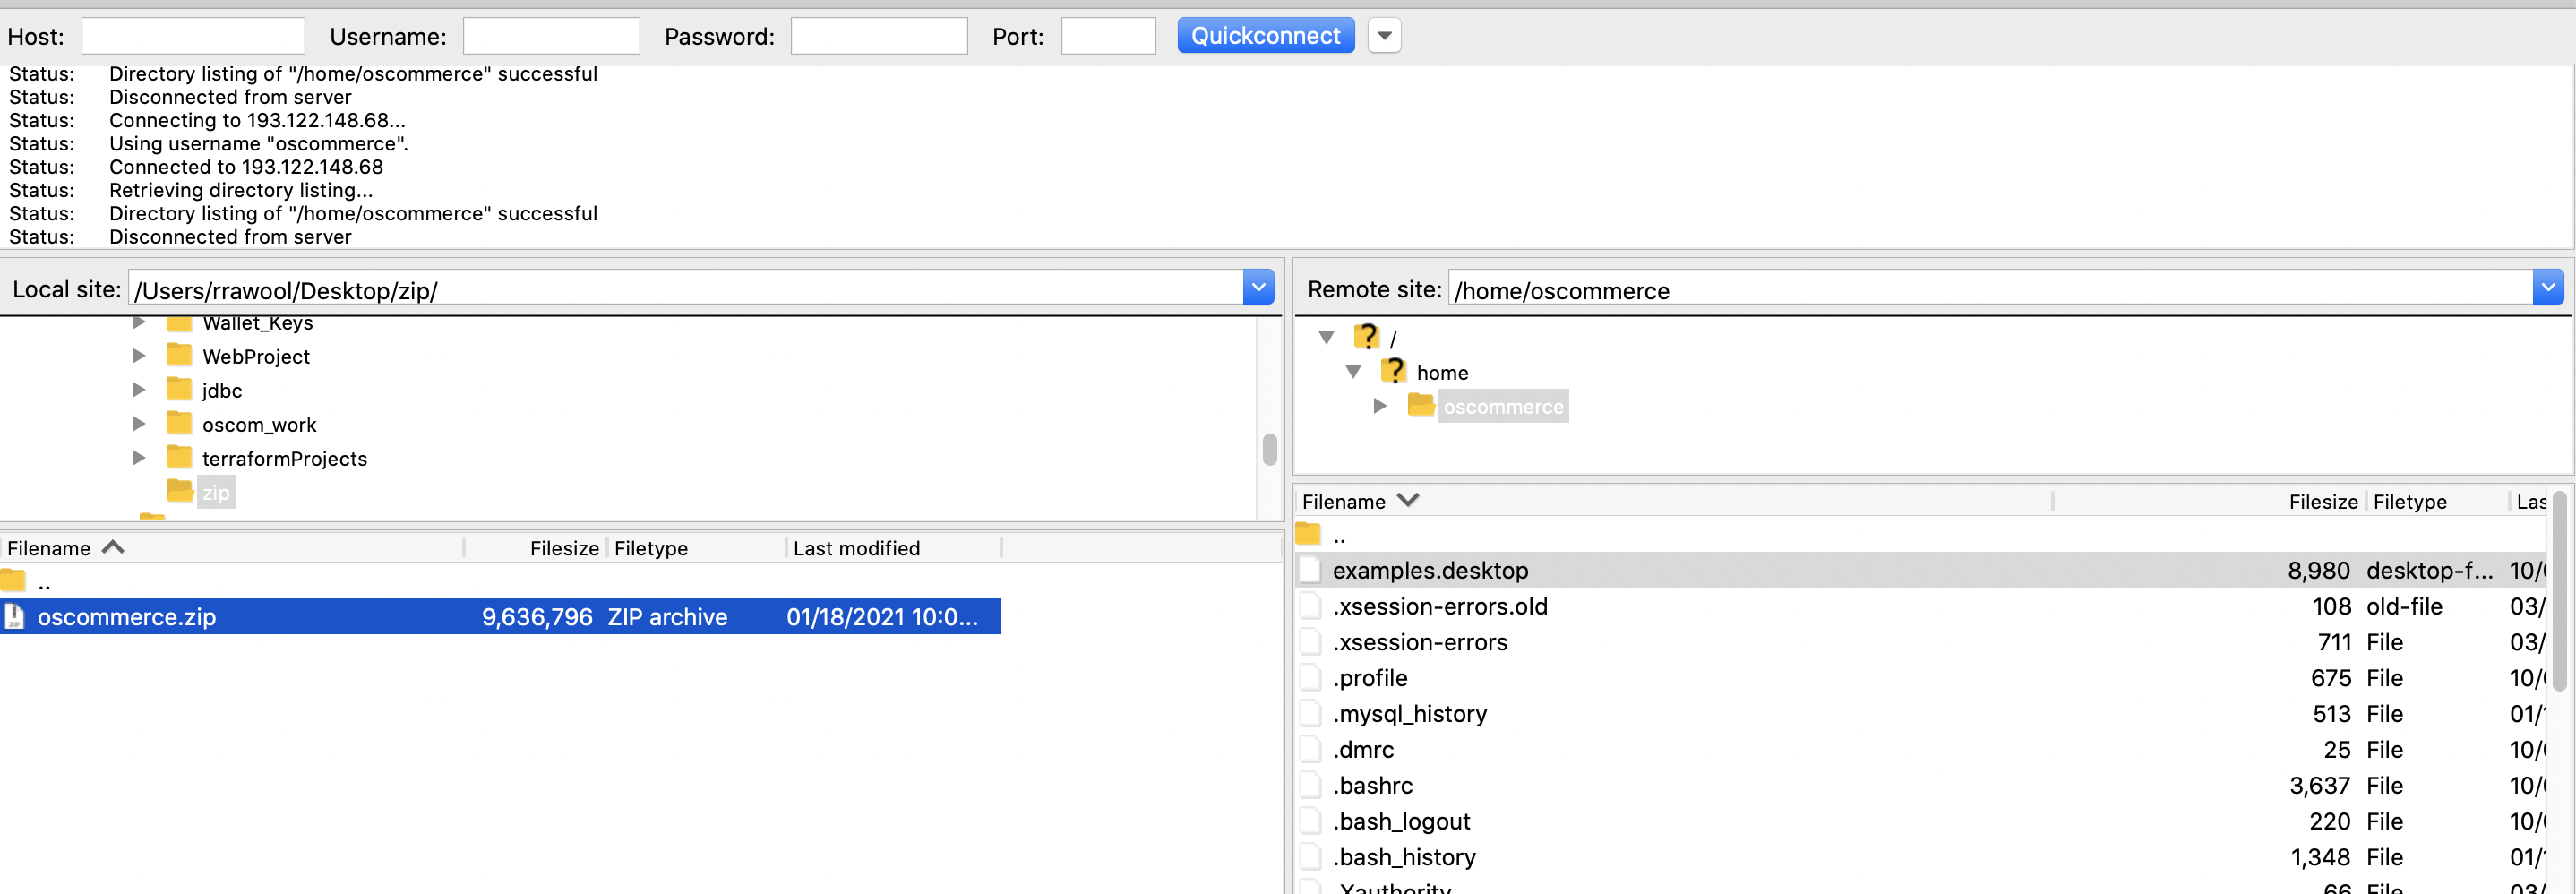 Host: Username: Password: Port: Quickconnect
Status: Directory listing of "/home/oscommerce" successful
Status: Disconnected from server
Status: Connecting to 193.122.148.68...
Status: Using username "oscommerce".
Status: Connected to 193.122.148.68
Status: Retrieving directory listing...
Status: Directory listing of "/home/oscommerce" successful
Status: Disconnected from server
Local site: /Users/rrawool/Desktop/zip/
Wallet_Keys
WebProject
jdbc
oscom_work
terraformProjects
zip
Filename Filesize Filetype Last modified
..
oscommerce.zip 9,636,796 ZIP archive 01/18/2021 10:0...
Remote site: /home/oscommerce
? /
? home
oscommerce
Filename Filesize Filetype Las
..
examples.desktop 8,980 desktop-f... 10/
.xsession-errors.old 108 old-file 03/
.xsession-errors 711 File 03/
.profile 675 File 10/
.mysql_history 513 File 01/
.dmrc 25 File 10/
.bashrc 3,637 File 10/
.bash_logout 220 File 10/
.bash_history 1,348 File 01/
.Xauthority 66 File 03/